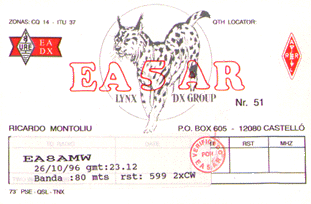 ZONAS: CQ 14 - ITU 37
QTH LOCATOR:
URE
EA
DX
EA5AR
LYNX DX GROUP
Nr. 51
RICARDO MONTOLIU
P.O. BOX 605 - 12080 CASTELLÓ
RST
MHZ
EA8AMW
26/10/96 gmt:23.12
Banda :80 mts rst: 599 2xCW
73' PSE - QSL - TNX